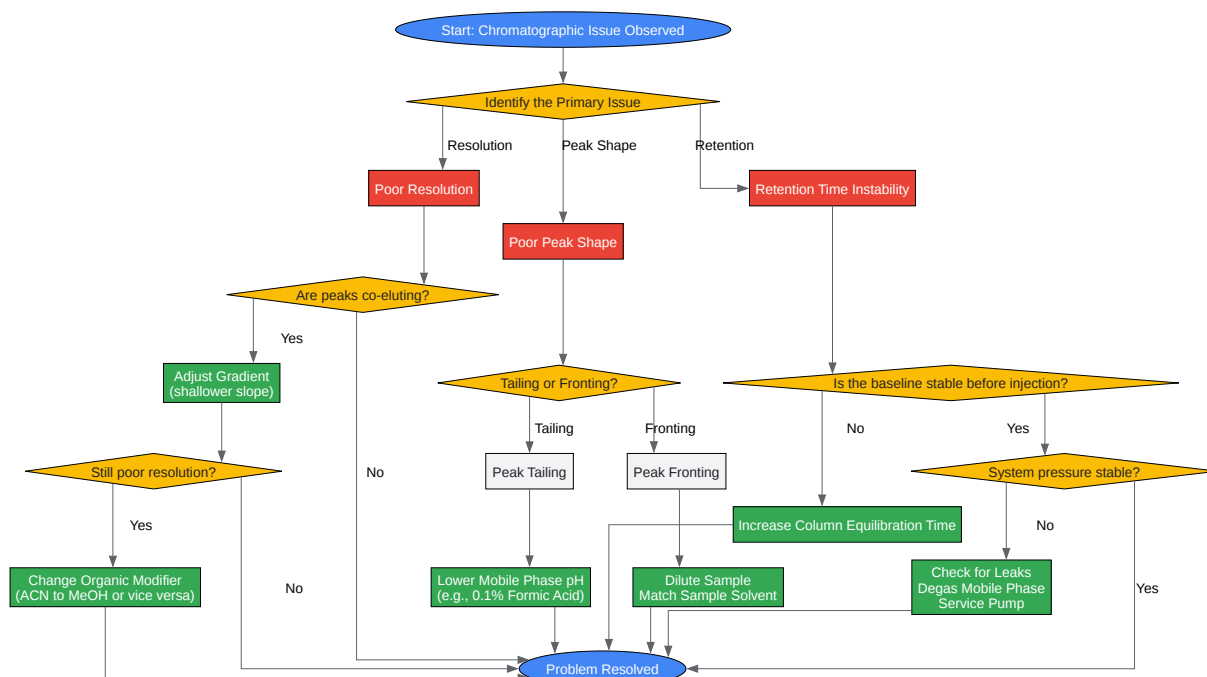 Start: Chromatographic Issue Observed
Identify the Primary Issue
Resolution
Peak Shape
Retention
Poor Resolution
Retention Time Instability
Poor Peak Shape
Are peaks co-eluting?
Yes
Adjust Gradient
(shallower slope)
Tailing or Fronting?
Is the baseline stable before injection?
Tailing
Fronting
No
Yes
Still poor resolution?
No
Peak Tailing
Peak Fronting
System pressure stable?
Yes
Increase Column Equilibration Time
No
Change Organic Modifier
(ACN to MeOH or vice versa)
No
Lower Mobile Phase pH
(e.g., 0.1% Formic Acid)
Dilute Sample
Match Sample Solvent
Check for Leaks
Degas Mobile Phase
Service Pump
Yes
Problem Resolved